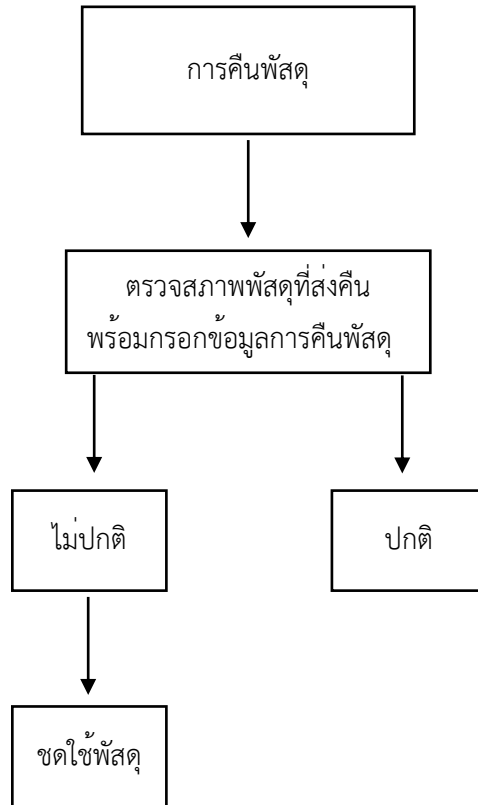 การคืนพัสดุ
ตรวจสภาพพัสดุที่ส่งคืน
พร้อมกรอกข้อมูลการคืนพัสดุ
ไม่ปกติ
ปกติ
ชดใช้พัสดุ